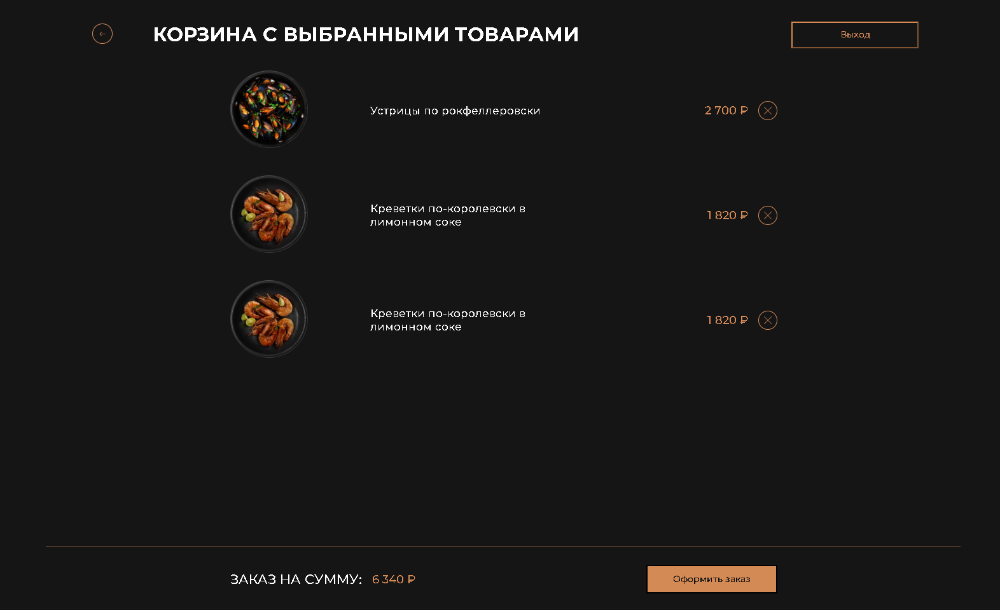 КОРЗИНА С ВЫБРАННЫМИ ТОВАРАМИ
Выход
Устрицы по рокфеллеровски
2 700 ₽
Креветки по-королевски в
лимонном соке
1 820 ₽
Креветки по-королевски в
лимонном соке
1 820 ₽
ЗАКАЗ НА СУММУ: 6 340 ₽
Оформить заказ